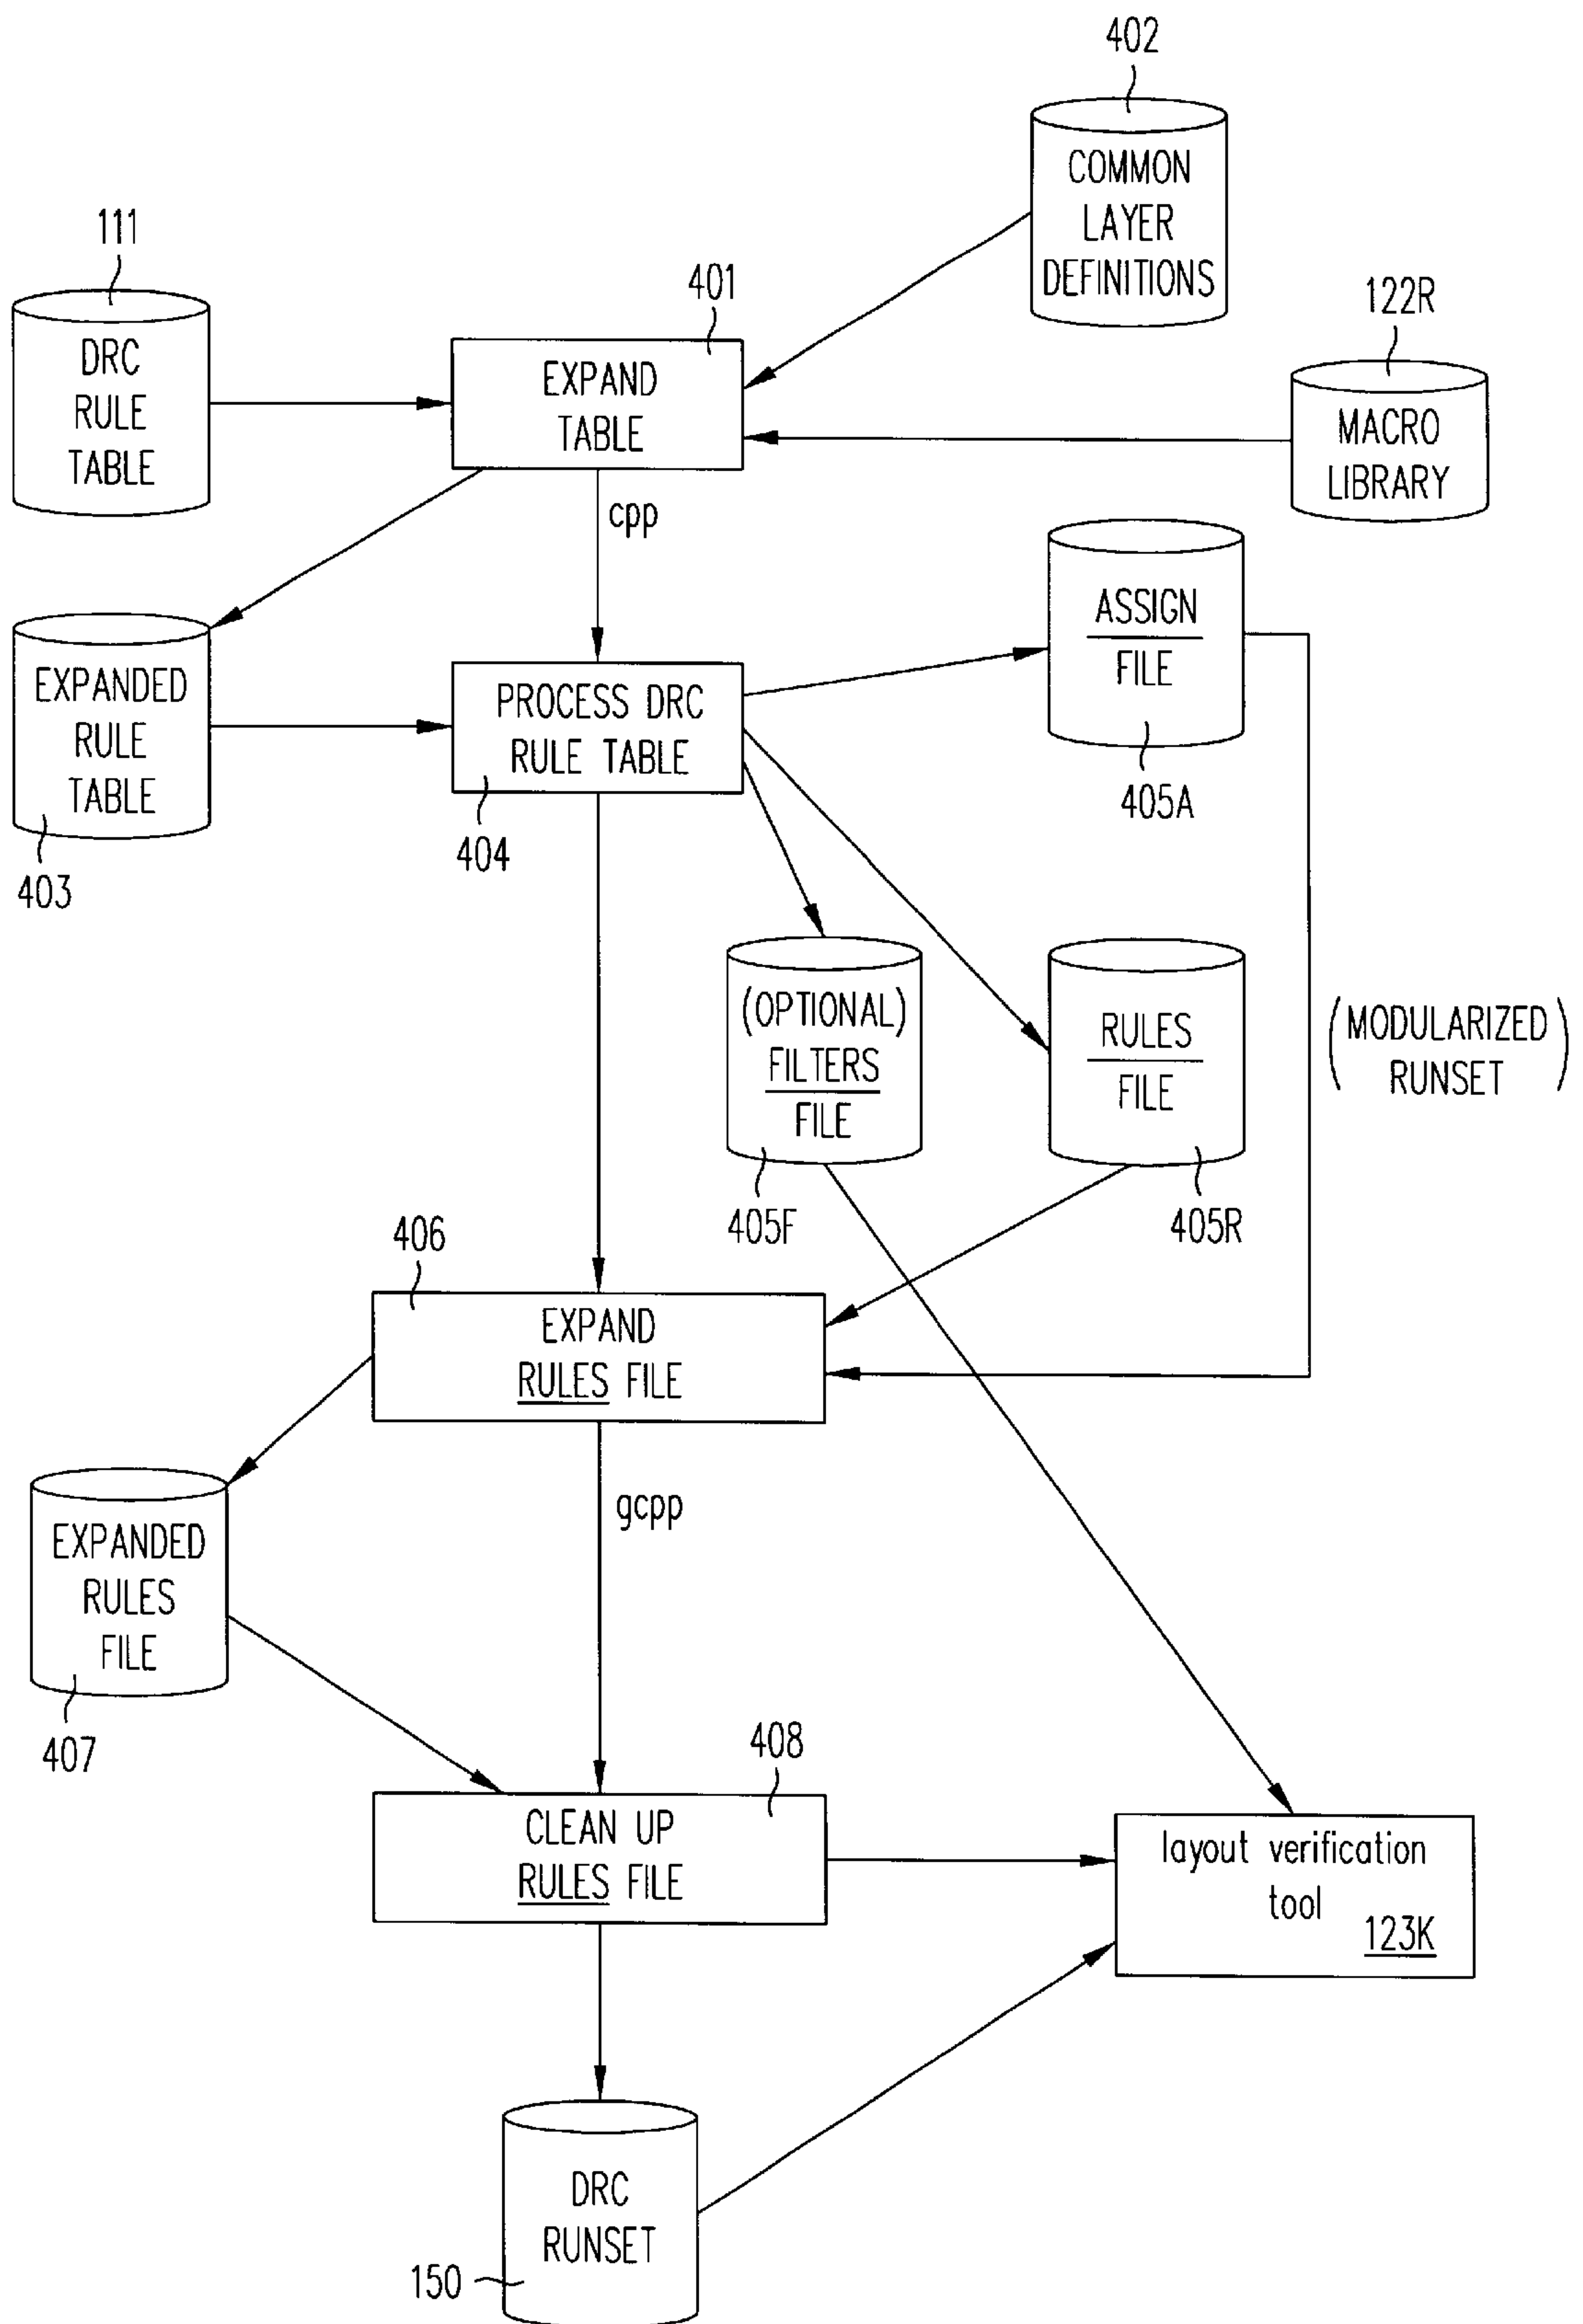 402
COMMON
LAYER
DEFINITIONS
111
DRC
RULE
TABLE
401
EXPAND
TABLE
122R
MACRO
LIBRARY
cpp
EXPANDED
RULE
TABLE
403
PROCESS DRC
RULE TABLE
404
ASSIGN
FILE
405A
(OPTIONAL)
FILTERS
FILE
405F
RULES
FILE
405R
(MODULARIZED
RUNSET)
406
EXPAND
RULES FILE
gcpp
EXPANDED
RULES
FILE
407
408
CLEAN UP
RULES FILE
layout verification
tool
123K
DRC
RUNSET
150